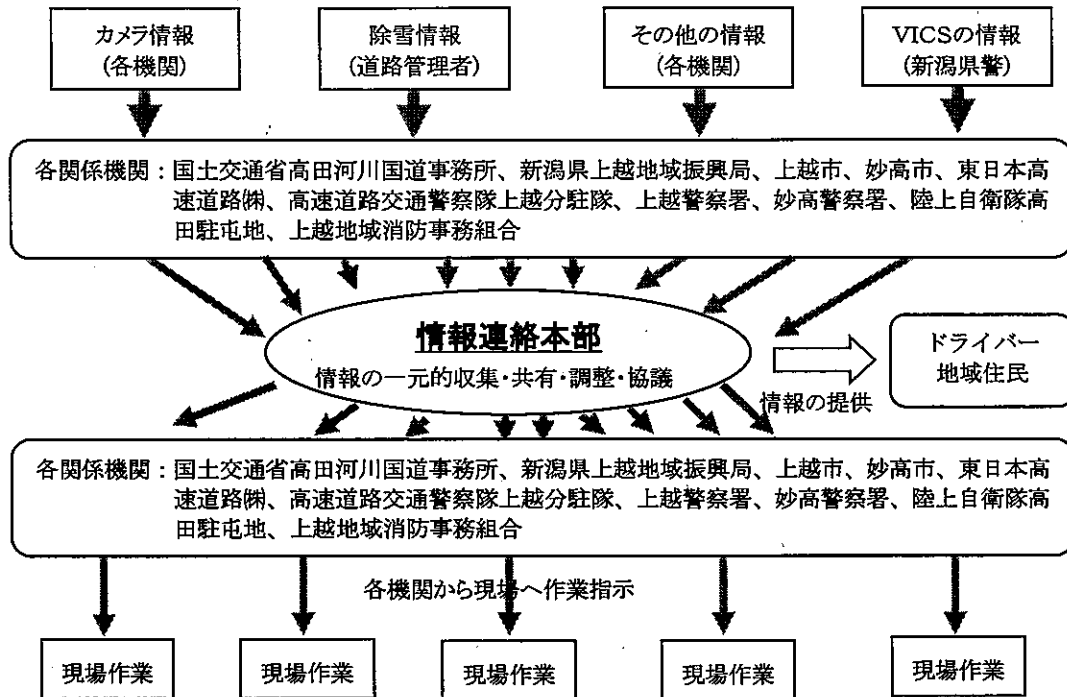 カメラ情報
(各機関)
除雪情報
(道路管理者)
その他の情報
(各機関)
VICSの情報
(新潟県警)
各関係機関：国土交通省高田河川国道事務所、新潟県上越地域振興局、上越市、妙高市、東日本高
速道路㈱、高速道路交通警察隊上越分駐隊、上越警察署、妙高警察署、陸上自衛隊高
田駐屯地、上越地域消防事務組合
情報連絡本部
情報の一元的収集・共有・調整・協議
情報の提供
ドライバー
地域住民
各関係機関：国土交通省高田河川国道事務所、新潟県上越地域振興局、上越市、妙高市、東日本高
速道路㈱、高速道路交通警察隊上越分駐隊、上越警察署、妙高警察署、陸上自衛隊高
田駐屯地、上越地域消防事務組合
各機関から現場へ作業指示
現場作業
現場作業
現場作業
現場作業
現場作業